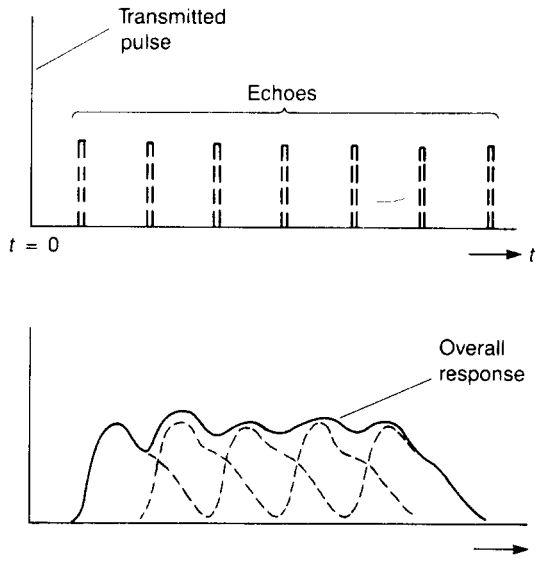 Transmitted
pulse
Echoes
t = 0
t
Overall
response